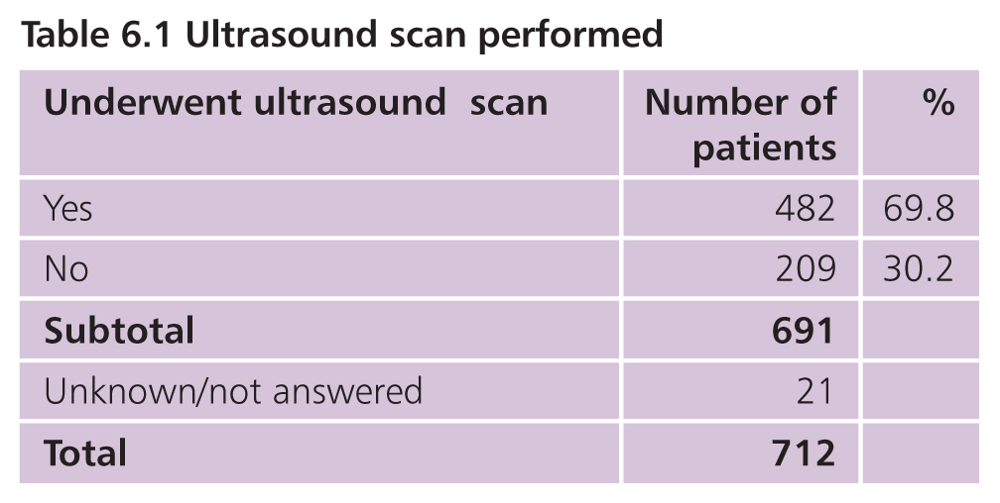 Table 6.1 Ultrasound scan performed
Underwent ultrasound scan Number of patients %
Yes 482 69.8
No 209 30.2
Subtotal 691
Unknown/not answered 21
Total 712